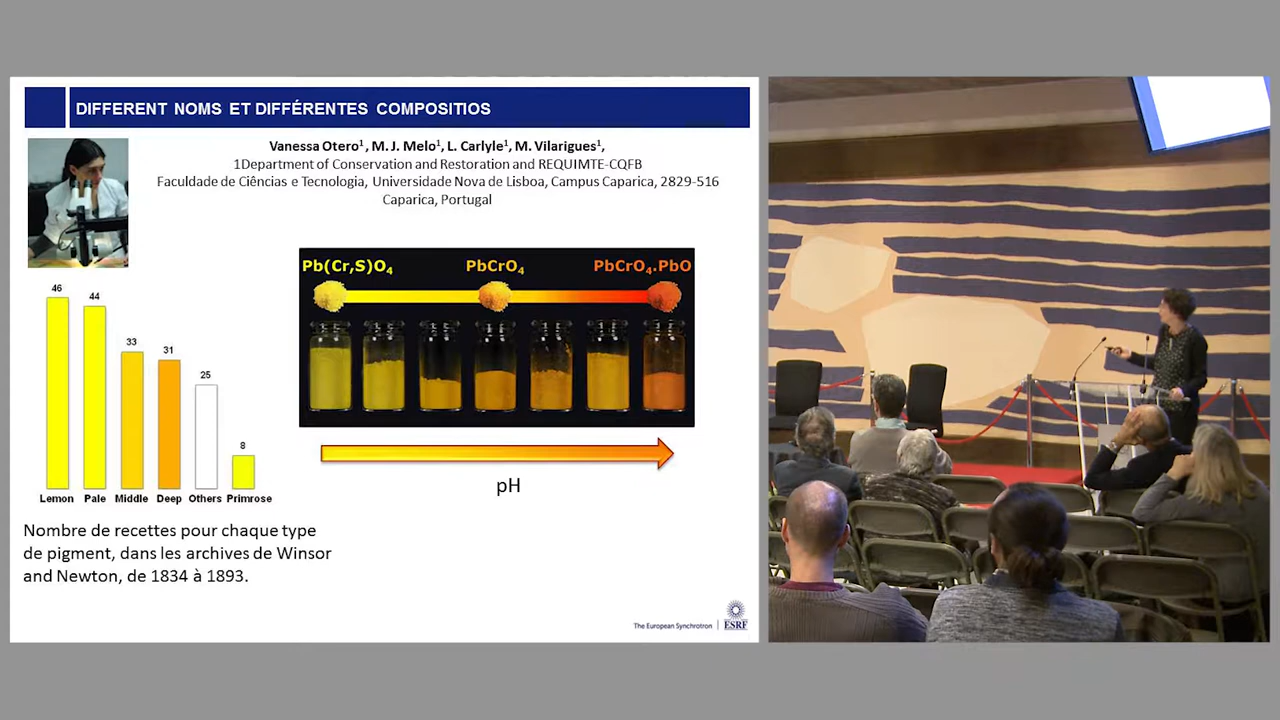 DIFFERENT NOMS ET DIFFÉRENTES COMPOSITIOS
Vanessa Otero¹, M. J. Melo¹, L. Carlyle¹, M. Vilarigues¹,
1Department of Conservation and Restoration and REQUIMTE-CQFB
Faculdade de Ciências e Tecnologia, Universidade Nova de Lisboa, Campus Caparica, 2829-516
Caparica, Portugal
Pb(Cr,S)O₄ PbCrO₄ PbCrO₄.PbO
46
44
33
31
25
8
Lemon Pale Middle Deep Others Primrose
pH
Nombre de recettes pour chaque type
de pigment, dans les archives de Winsor
and Newton, de 1834 à 1893.
The European Synchrotron | ESRF